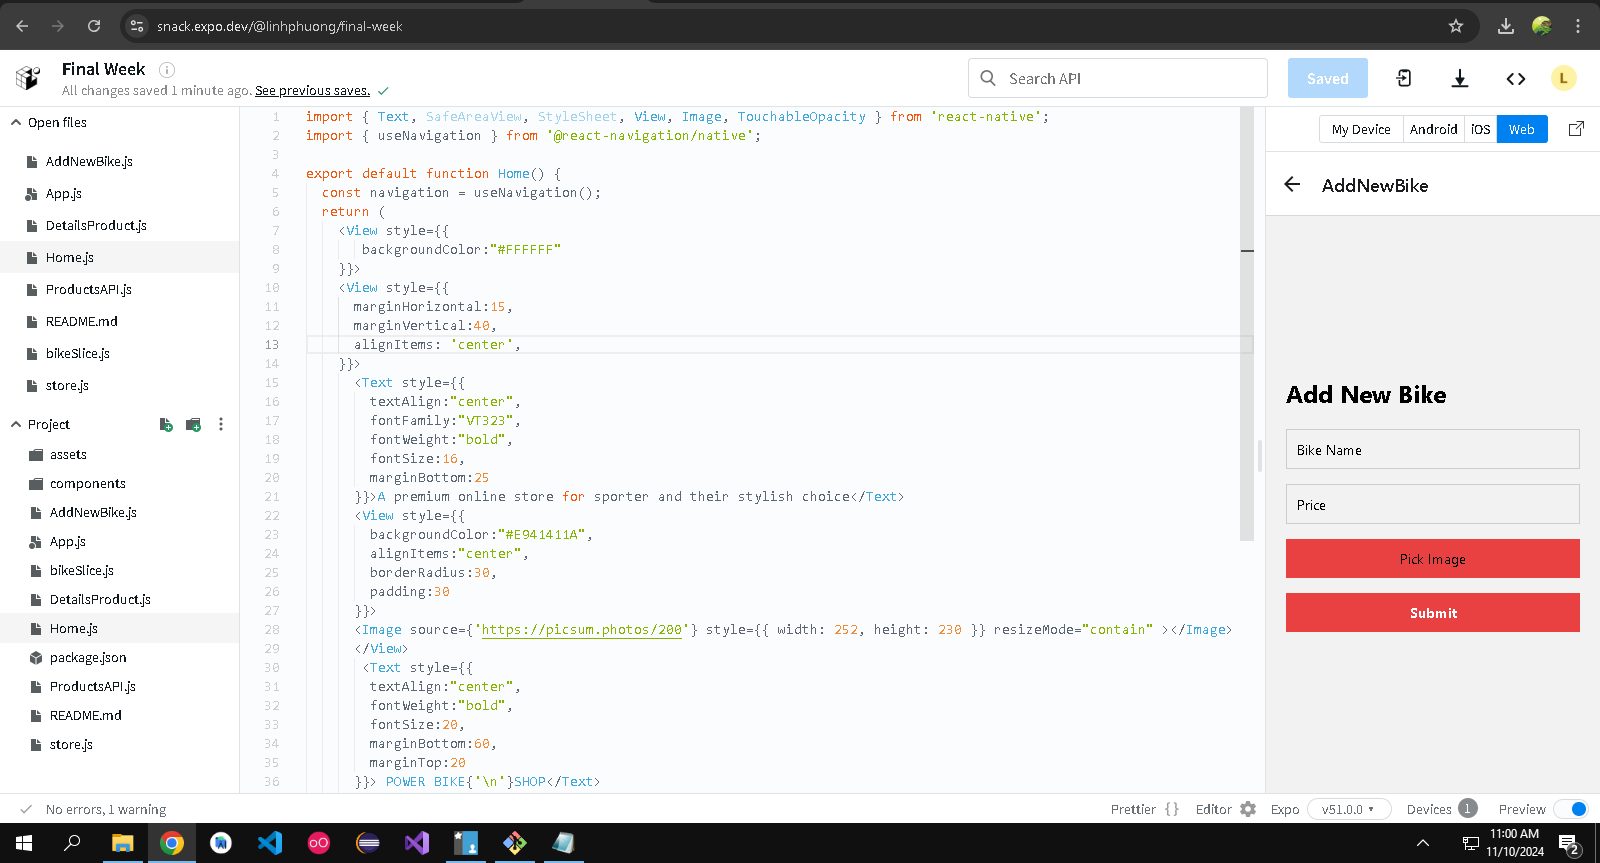 snack.expo.dev/@linhphuong/final-week
Final Week
All changes saved 1 minute ago. See previous saves.
Search API
Saved
L
Open files
AddNewBike.js
App.js
DetailsProduct.js
Home.js
ProductsAPI.js
README.md
bikeSlice.js
store.js
Project
assets
components
AddNewBike.js
App.js
bikeSlice.js
DetailsProduct.js
Home.js
package.json
ProductsAPI.js
README.md
store.js
1 import { Text, SafeAreaView, StyleSheet, View, Image, TouchableOpacity } from 'react-native';
2 import { useNavigation } from '@react-navigation/native';
3
4 export default function Home() {
5 const navigation = useNavigation();
6 return (
7 <View style={{
8 backgroundColor:"#FFFFFF"
9 }}>
10 <View style={{
11 marginHorizontal:15,
12 marginVertical:40,
13 alignItems: 'center',
14 }}>
15 <Text style={{
16 textAlign:"center",
17 fontFamily:"VT323",
18 fontWeight:"bold",
19 fontSize:16,
20 marginBottom:25
21 }}>A premium online store for sporter and their stylish choice</Text>
22 <View style={{
23 backgroundColor:"#E941411A",
24 alignItems:"center",
25 borderRadius:30,
26 padding:30
27 }}>
28 <Image source={'https://picsum.photos/200'} style={{ width: 252, height: 230 }} resizeMode="contain" ></Image>
29 </View>
30 <Text style={{
31 textAlign:"center",
32 fontWeight:"bold",
33 fontSize:20,
34 marginBottom:60,
35 marginTop:20
36 }}> POWER BIKE{'\n'}SHOP</Text>
My Device Android iOS Web
AddNewBike
Add New Bike
Bike Name
Price
Pick Image
Submit
No errors, 1 warning
Prettier { } Editor Expo v51.0.0 Devices 1 Preview
11:00 AM
11/10/2024
2